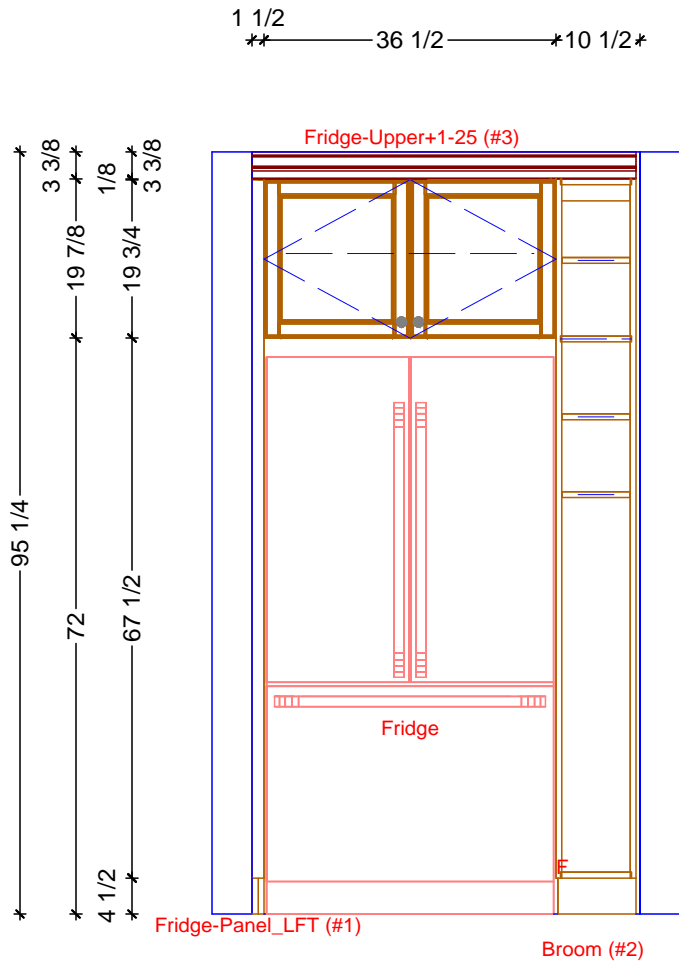 1 1/2
36 1/2
10 1/2
Fridge-Upper+1-25 (#3)
3 3/8
1/8
3 3/8
19 7/8
19 3/4
95 1/4
72
67 1/2
4 1/2
Fridge
F
Fridge-Panel_LFT (#1)
Broom (#2)